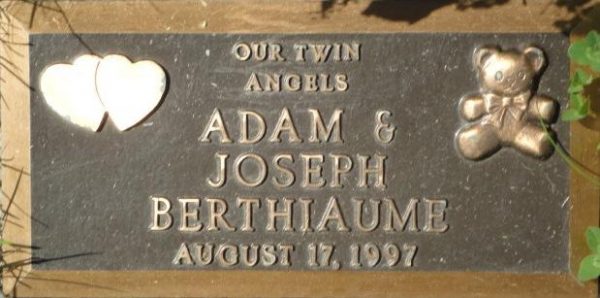 OUR TWIN
ANGELS
ADAM &
JOSEPH
BERTHIAUME
AUGUST 17, 1997